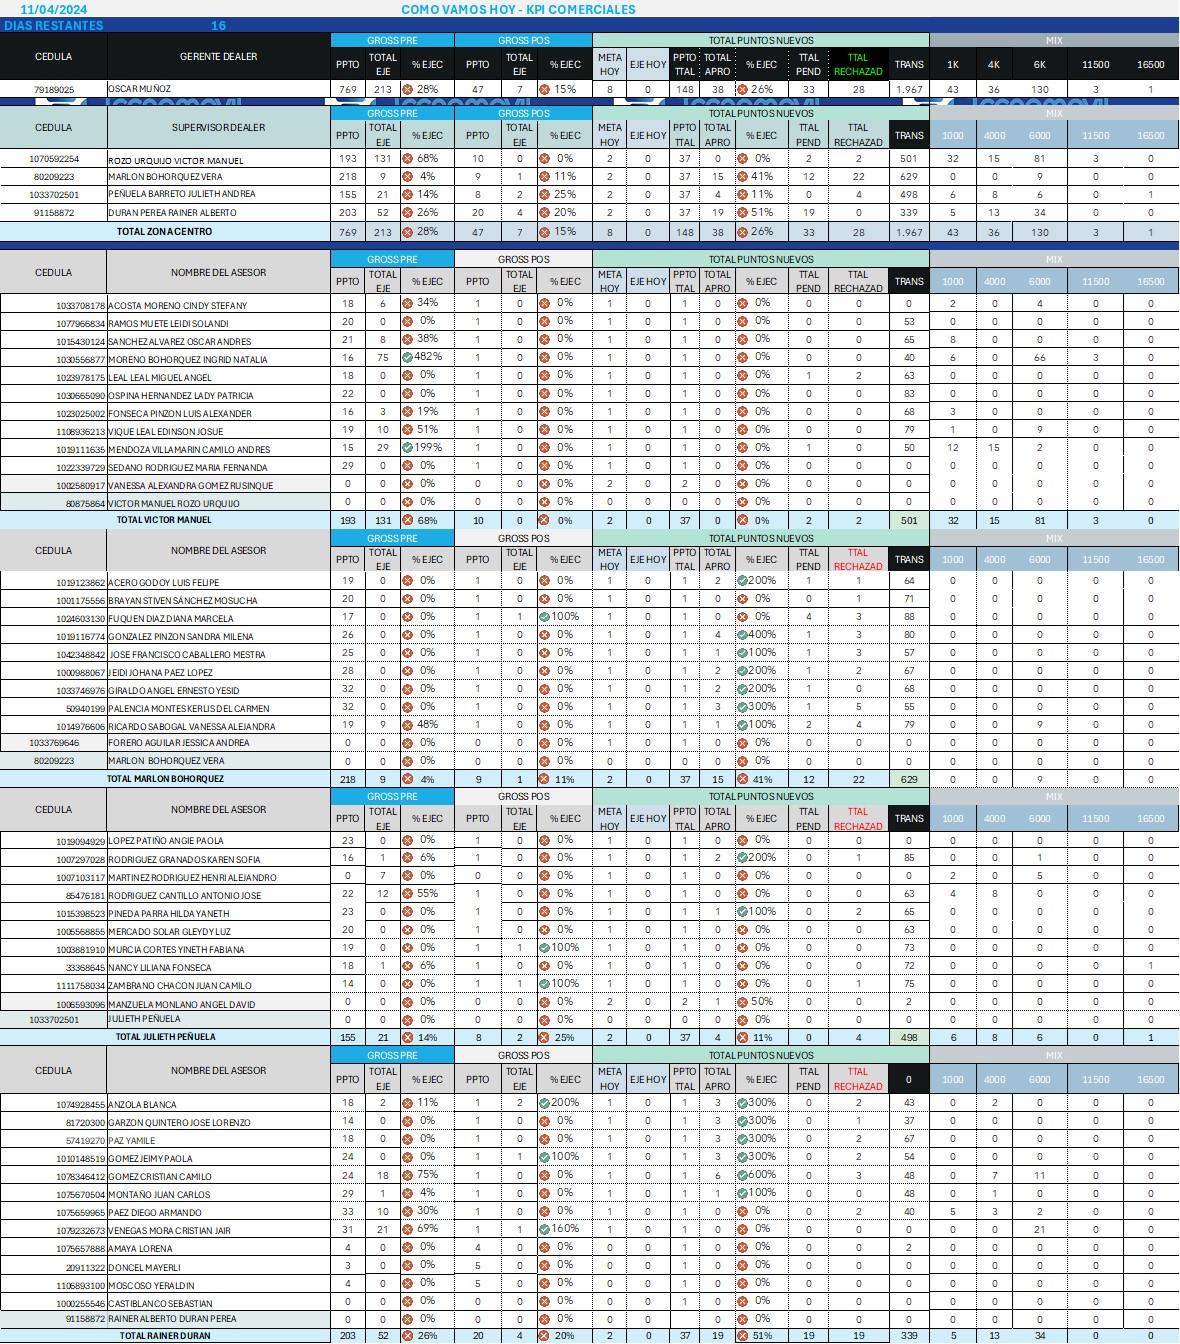 11/04/2024 COMO VAMOS HOY - KPI COMERCIALES
DIAS RESTANTES 16
CEDULA GERENTE DEALER GROSS PRE GROSS POS TOTAL PUNTOS NUEVOS MIX
PPTO TOTAL EJE % EJEC PPTO TOTAL EJE % EJEC META HOY EJE HOY PPTO TTAL TOTAL APRO % EJEC TTAL PEND TTAL RECHAZAD TRANS 1K 4K 6K 11500 16500
79189025 OSCAR MUÑOZ 769 213 28% 47 7 15% 8 0 148 38 26% 33 28 1.967 43 36 130 3 1
CEDULA SUPERVISOR DEALER GROSS PRE GROSS POS TOTAL PUNTOS NUEVOS MIX
PPTO TOTAL EJE % EJEC PPTO TOTAL EJE % EJEC META HOY EJE HOY PPTO TTAL TOTAL APRO % EJEC TTAL PEND TTAL RECHAZAD TRANS 1000 4000 6000 11500 16500
1070592254 ROZO URQUIJO VICTOR MANUEL 193 131 68% 10 0 0% 2 0 37 0 0% 2 2 501 32 15 81 3 0
80209223 MARLON BOHORQUEZ VERA 218 9 4% 9 1 11% 2 0 37 15 41% 12 22 629 0 0 9 0 0
1033702501 PEÑUELA BARRETO JULIETH ANDREA 155 21 14% 8 2 25% 2 0 37 4 11% 0 4 498 6 8 6 0 1
91158872 DURAN PEREA RAINER ALBERTO 203 52 26% 20 4 20% 2 0 37 19 51% 19 0 339 5 13 34 0 0
TOTAL ZONA CENTRO 769 213 28% 47 7 15% 8 0 148 38 26% 33 28 1.967 43 36 130 3 1
CEDULA NOMBRE DEL ASESOR GROSS PRE GROSS POS TOTAL PUNTOS NUEVOS MIX
PPTO TOTAL EJE % EJEC PPTO TOTAL EJE % EJEC META HOY EJE HOY PPTO TTAL TOTAL APRO % EJEC TTAL PEND TTAL RECHAZAD TRANS 1000 4000 6000 11500 16500
1033708178 ACOSTA MORENO CINDY STEFANY 18 6 34% 1 0 0% 1 0 1 0 0% 0 0 0 2 0 4 0 0
1077966834 RAMOS MUETE LEIDI SOLANDI 20 0 0% 1 0 0% 1 0 1 0 0% 0 0 53 0 0 0 0 0
1015430124 SANCHEZ ALVAREZ OSCAR ANDRES 21 8 38% 1 0 0% 1 0 1 0 0% 0 0 65 8 0 0 0 0
1030556877 MORENO BOHORQUEZ INGRID NATALIA 16 75 482% 1 0 0% 1 0 1 0 0% 0 0 40 6 0 66 3 0
1023978175 LEAL LEAL MIGUEL ANGEL 18 0 0% 1 0 0% 1 0 1 0 0% 1 2 63 0 0 0 0 0
1030665090 OSPINA HERNANDEZ LADY PATRICIA 22 0 0% 1 0 0% 1 0 1 0 0% 0 0 83 0 0 0 0 0
1023025002 FONSECA PINZON LUIS ALEXANDER 16 3 19% 1 0 0% 1 0 1 0 0% 0 0 68 3 0 0 0 0
1108936213 VIQUE LEAL EDINSON JOSUE 19 10 51% 1 0 0% 1 0 1 0 0% 0 0 79 1 0 9 0 0
1019111635 MENDOZA VILLAMARIN CAMILO ANDRES 15 29 199% 1 0 0% 1 0 1 0 0% 1 0 50 12 15 2 0 0
1022339729 SEDANO RODRIGUEZ MARIA FERNANDA 29 0 0% 1 0 0% 1 0 1 0 0% 0 0 0 0 0 0 0 0
1002580917 VANESSA ALEXANDRA GOMEZ RUSINQUE 0 0 0% 0 0 0% 2 0 2 0 0% 0 0 0 0 0 0 0 0
80875864 VICTOR MANUEL ROZO URQUIJO 0 0 0% 0 0 0% 0 0 0 0 0% 0 0 0 0 0 0 0 0
TOTAL VICTOR MANUEL 193 131 68% 10 0 0% 2 0 37 0 0% 2 2 501 32 15 81 3 0
CEDULA NOMBRE DEL ASESOR GROSS PRE GROSS POS TOTAL PUNTOS NUEVOS MIX
PPTO TOTAL EJE % EJEC PPTO TOTAL EJE % EJEC META HOY EJE HOY PPTO TTAL TOTAL APRO % EJEC TTAL PEND TTAL RECHAZAD TRANS 1000 4000 6000 11500 16500
1019123862 ACERO GODOY LUIS FELIPE 19 0 0% 1 0 0% 1 0 1 2 200% 1 1 64 0 0 0 0 0
1001175556 BRAYAN STIVEN SÁNCHEZ MOSUCHA 20 0 0% 1 0 0% 1 0 1 0 0% 0 1 71 0 0 0 0 0
1024603130 FUQUEN DIAZ DIANA MARCELA 17 0 0% 1 1 100% 1 0 1 0 0% 4 3 88 0 0 0 0 0
1019116774 GONZALEZ PINZON SANDRA MILENA 26 0 0% 1 0 0% 1 0 1 4 400% 1 3 80 0 0 0 0 0
1042348842 JOSE FRANCISCO CABALLERO MESTRA 25 0 0% 1 0 0% 1 0 1 1 100% 1 3 57 0 0 0 0 0
1000988067 JEIDI JOHANA PAEZ LOPEZ 28 0 0% 1 0 0% 1 0 1 2 200% 1 2 67 0 0 0 0 0
1033746976 GIRALDO ANGEL ERNESTO YESID 32 0 0% 1 0 0% 1 0 1 2 200% 1 0 68 0 0 0 0 0
50940199 PALENCIA MONTES KERLIS DEL CARMEN 32 0 0% 1 0 0% 1 0 1 3 300% 1 5 55 0 0 0 0 0
1014976606 RICARDO SABOGAL VANESSA ALEJANDRA 19 9 48% 1 0 0% 1 0 1 1 100% 2 4 79 0 0 9 0 0
1033769646 FORERO AGUILAR JESSICA ANDREA 0 0 0% 0 0 0% 1 0 1 0 0% 0 0 0 0 0 0 0 0
80209223 MARLON BOHORQUEZ VERA 0 0 0% 0 0 0% 0 0 0 0 0% 0 0 0 0 0 0 0 0
TOTAL MARLON BOHORQUEZ 218 9 4% 9 1 11% 2 0 37 15 41% 12 22 629 0 0 9 0 0
CEDULA NOMBRE DEL ASESOR GROSS PRE GROSS POS TOTAL PUNTOS NUEVOS MIX
PPTO TOTAL EJE % EJEC PPTO TOTAL EJE % EJEC META HOY EJE HOY PPTO TTAL TOTAL APRO % EJEC TTAL PEND TTAL RECHAZAD TRANS 1000 4000 6000 11500 16500
1019094929 LOPEZ PATIÑO ANGIE PAOLA 23 0 0% 1 0 0% 1 0 1 0 0% 0 0 0 0 0 0 0 0
1007297028 RODRIGUEZ GRANADOS KAREN SOFIA 16 1 6% 1 0 0% 1 0 1 2 200% 0 1 85 0 0 1 0 0
1007103117 MARTINEZ RODRIGUEZ HENRI ALEJANDRO 0 7 0% 0 0 0% 1 0 1 0 0% 0 0 0 2 0 5 0 0
85476181 RODRIGUEZ CANTILLO ANTONIO JOSE 22 12 55% 1 0 0% 1 0 1 0 0% 0 0 63 4 8 0 0 0
1015398523 PINEDA PARRA HILDA YANETH 23 0 0% 1 0 0% 1 0 1 1 100% 0 2 65 0 0 0 0 0
1005568855 MERCADO SOLAR GLEYDY LUZ 20 0 0% 1 0 0% 1 0 1 0 0% 0 0 63 0 0 0 0 0
1003881910 MURCIA CORTES YINETH FABIANA 19 0 0% 1 1 100% 1 0 1 0 0% 0 0 73 0 0 0 0 0
33368645 NANCY LILIANA FONSECA 18 1 6% 1 0 0% 1 0 1 0 0% 0 0 72 0 0 0 0 1
1111758034 ZAMBRANO CHACON JUAN CAMILO 14 0 0% 1 1 100% 1 0 1 0 0% 0 1 75 0 0 0 0 0
1006593096 MANZUELA MONLANO ANGEL DAVID 0 0 0% 0 0 0% 2 0 2 1 50% 0 0 2 0 0 0 0 0
1033702501 JULIETH PEÑUELA 0 0 0% 0 0 0% 0 0 0 0 0% 0 0 0 0 0 0 0 0
TOTAL JULIETH PEÑUELA 155 21 14% 8 2 25% 2 0 37 4 11% 0 4 498 6 8 6 0 1
CEDULA NOMBRE DEL ASESOR GROSS PRE GROSS POS TOTAL PUNTOS NUEVOS MIX
PPTO TOTAL EJE % EJEC PPTO TOTAL EJE % EJEC META HOY EJE HOY PPTO TTAL TOTAL APRO % EJEC TTAL PEND TTAL RECHAZAD 0 1000 4000 6000 11500 16500
1074928455 ANZOLA BLANCA 18 2 11% 1 2 200% 1 0 1 3 300% 0 2 43 0 2 0 0 0
81720300 GARZON QUINTERO JOSE LORENZO 14 0 0% 1 0 0% 1 0 1 3 300% 0 1 37 0 0 0 0 0
57419270 PAZ YAMILE 18 0 0% 1 0 0% 1 0 1 3 300% 0 2 67 0 0 0 0 0
1010148519 GOMEZ JEIMY PAOLA 24 0 0% 1 1 100% 1 0 1 3 300% 0 2 54 0 0 0 0 0
1078346412 GOMEZ CRISTIAN CAMILO 24 18 75% 1 0 0% 1 0 1 6 600% 0 3 48 0 7 11 0 0
1075670504 MONTAÑO JUAN CARLOS 29 1 4% 1 0 0% 1 0 1 1 100% 0 0 48 0 1 0 0 0
1075659965 PAEZ DIEGO ARMANDO 33 10 30% 1 0 0% 1 0 1 0 0% 0 2 40 5 3 2 0 0
1079232673 VENEGAS MORA CRISTIAN JAIR 31 21 69% 1 1 160% 1 0 1 0 0% 0 0 0 0 0 21 0 0
1075657888 AMAYA LORENA 4 0 0% 4 0 0% 0 0 1 0 0% 0 0 2 0 0 0 0 0
20911322 DONCEL MAYERLI 3 0 0% 5 0 0% 0 0 1 0 0% 0 0 0 0 0 0 0 0
1106893100 MOSCOSO YERALDIN 4 0 0% 5 0 0% 0 0 1 0 0% 0 0 0 0 0 0 0 0
1000255546 CASTIBLANCO SEBASTIAN 0 0 0% 0 0 0% 0 0 1 0 0% 0 0 0 0 0 0 0 0
91158872 RAINER ALBERTO DURAN PEREA 0 0 0% 0 0 0% 0 0 0 0 0% 0 0 0 0 0 0 0 0
TOTAL RAINER DURAN 203 52 26% 20 4 20% 2 0 37 19 51% 19 19 339 5 13 34 0 0